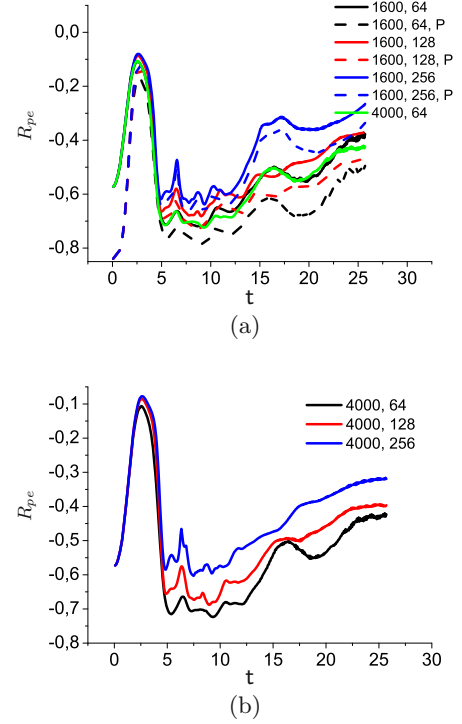 1600, 64
1600, 64, P
1600, 128
1600, 128, P
1600, 256
1600, 256, P
4000, 64
0,0
-0,2
-0,4
-0,6
-0,8
R_pe
0 5 10 15 20 25 30
t
(a)
4000, 64
4000, 128
4000, 256
-0,1
-0,2
-0,3
-0,4
-0,5
-0,6
-0,7
-0,8
R_pe
0 5 10 15 20 25 30
t
(b)